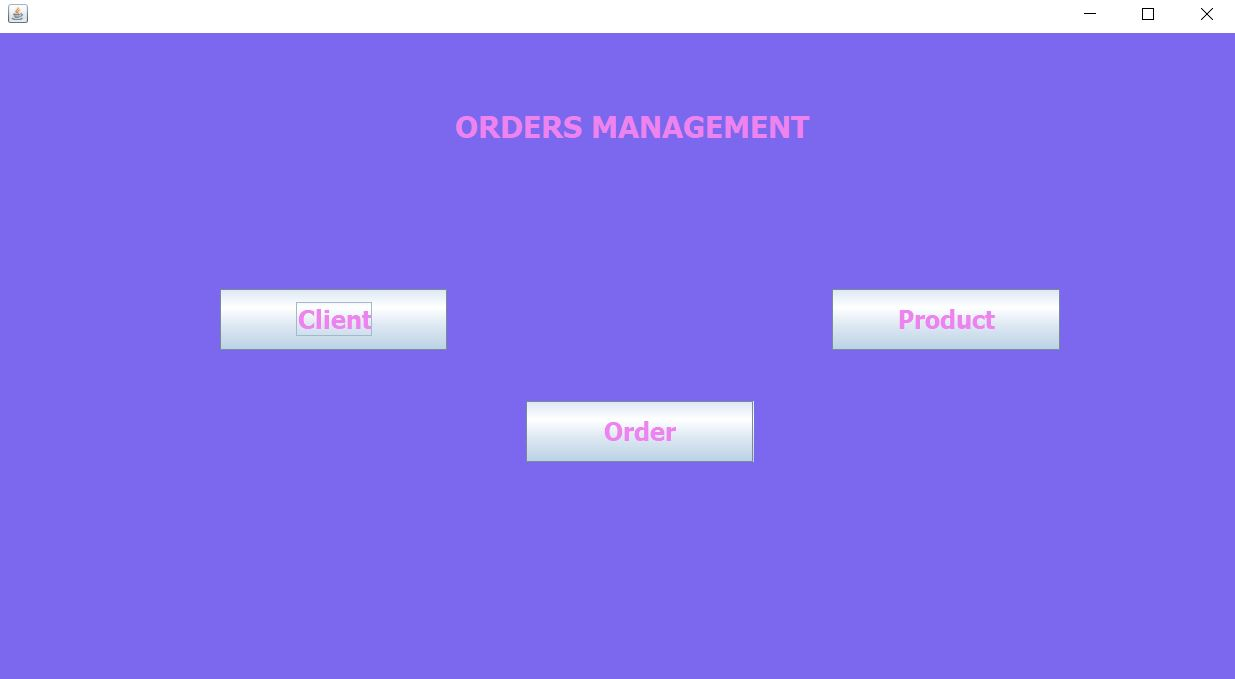 ORDERS MANAGEMENT
Client
Product
Order